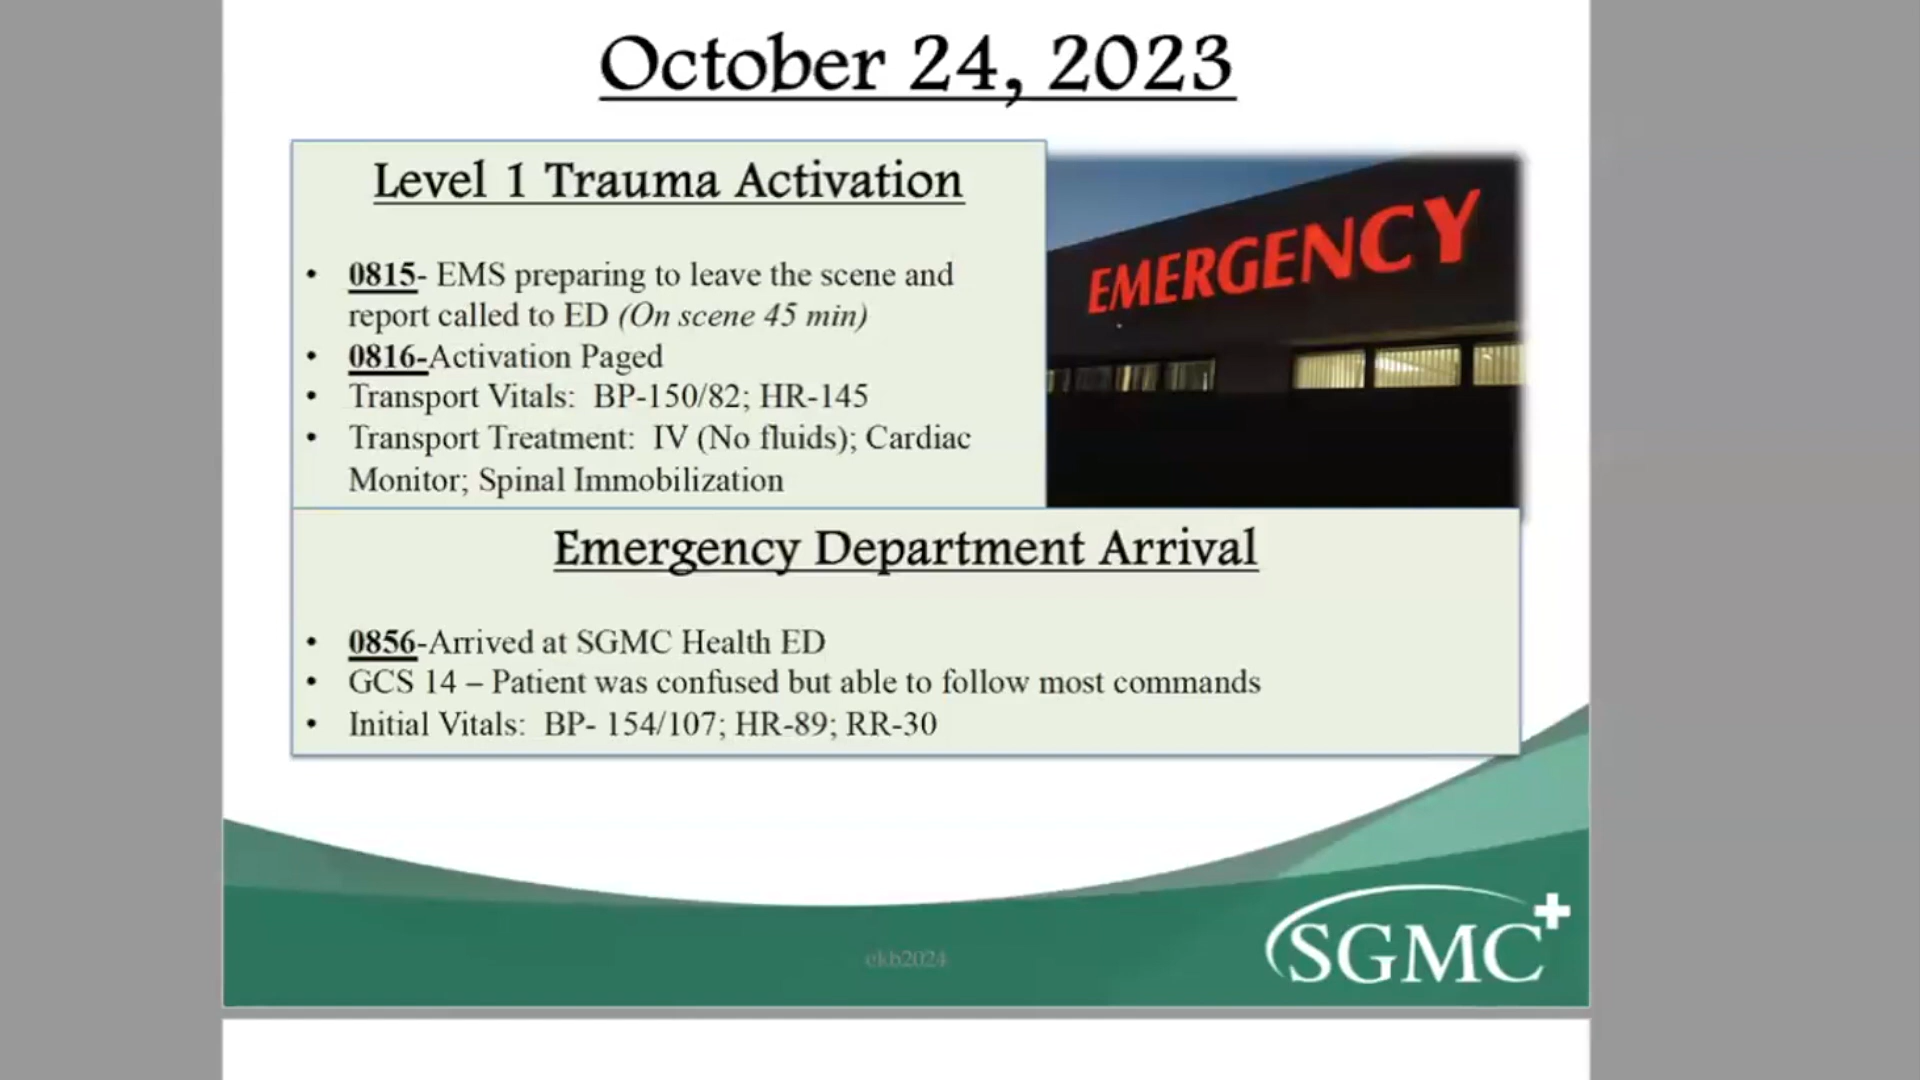 October 24, 2023
Level 1 Trauma Activation
• 0815- EMS preparing to leave the scene and
report called to ED (On scene 45 min)
• 0816-Activation Paged
• Transport Vitals: BP-150/82; HR-145
• Transport Treatment: IV (No fluids); Cardiac
Monitor; Spinal Immobilization
EMERGENCY
Emergency Department Arrival
• 0856-Arrived at SGMC Health ED
• GCS 14 – Patient was confused but able to follow most commands
• Initial Vitals: BP- 154/107; HR-89; RR-30
ekb2024
SGMC